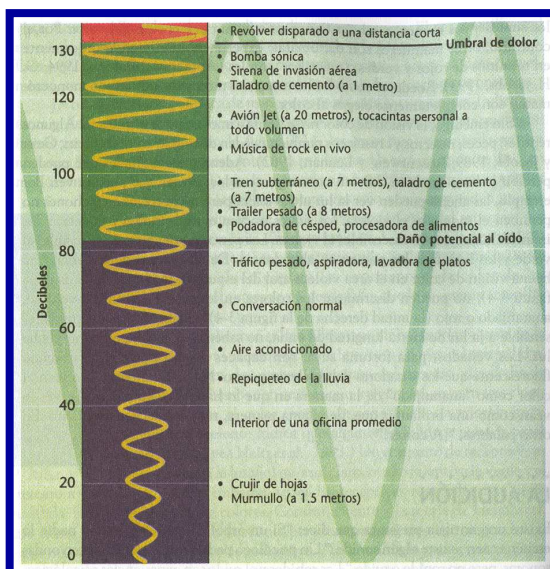 • Revólver disparado a una distancia corta
130
Umbral de dolor
• Bomba sónica
• Sirena de invasión aérea
• Taladro de cemento (a 1 metro)
120
• Avión Jet (a 20 metros), tocacintas personal a
todo volumen
• Música de rock en vivo
100
• Tren subterráneo (a 7 metros), taladro de cemento
(a 7 metros)
• Trailer pesado (a 8 metros)
• Podadora de césped, procesadora de alimentos
Daño potencial al oído
80
• Tráfico pesado, aspiradora, lavadora de platos
Decibeles
• Conversación normal
60
• Aire acondicionado
• Repiqueteo de la lluvia
40
• Interior de una oficina promedio
20
• Crujir de hojas
• Murmullo (a 1.5 metros)
0